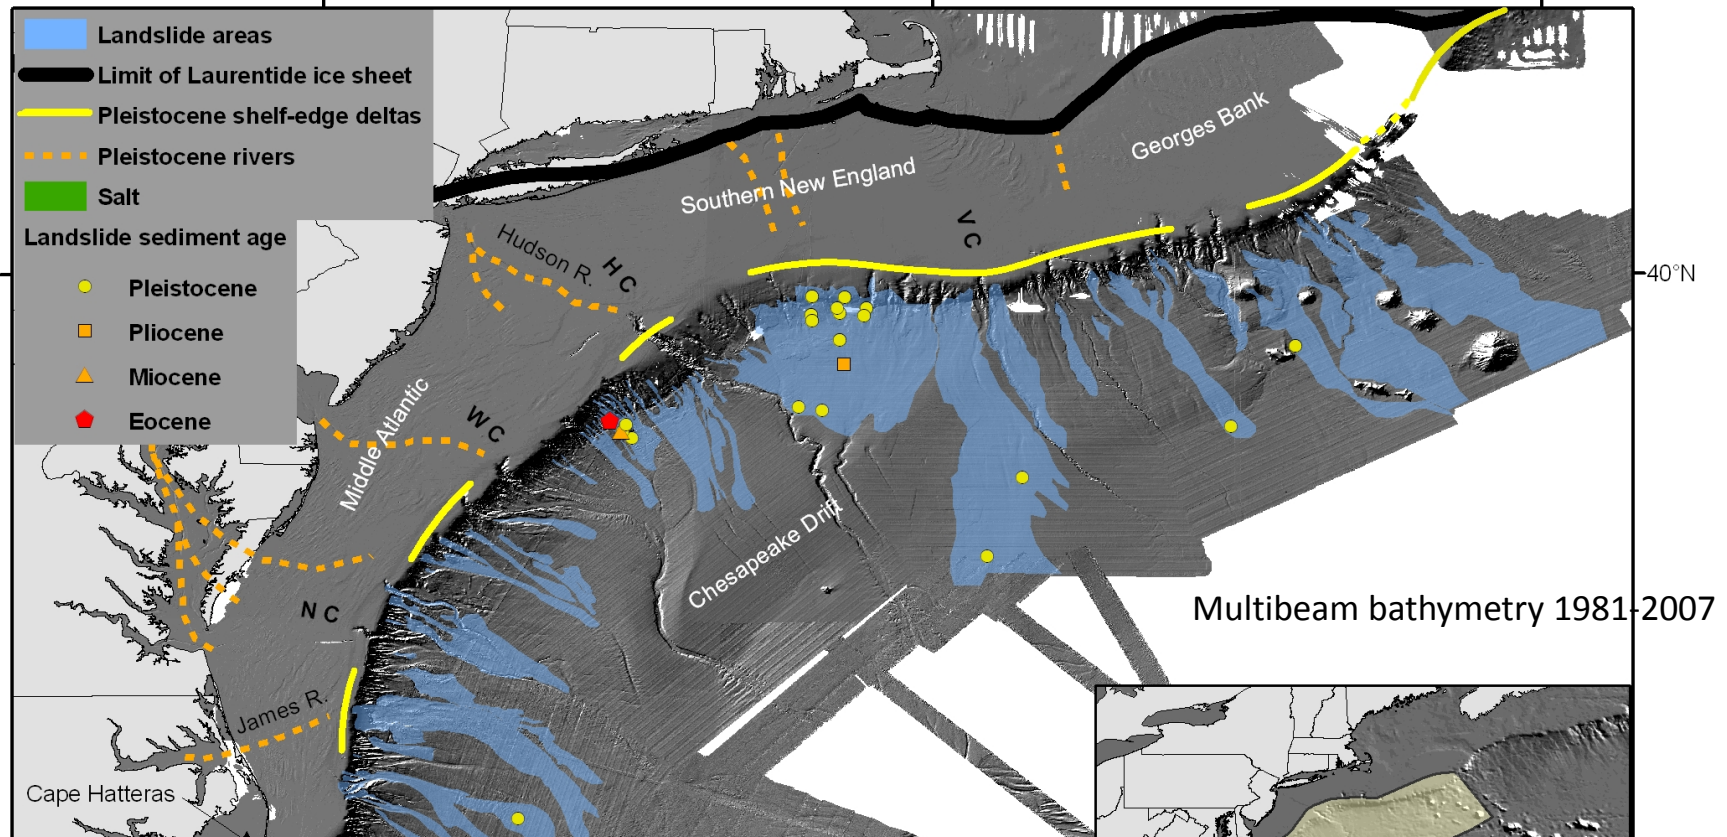 Landslide areas
Limit of Laurentide ice sheet
Pleistocene shelf-edge deltas
Pleistocene rivers
Salt
Landslide sediment age
Pleistocene
Pliocene
Miocene
Eocene
Georges Bank
Southern New England
V C
Hudson R.
H C
40°N
Middle Atlantic
W C
Chesapeake Drift
N C
Multibeam bathymetry 1981-2007
James R.
Cape Hatteras